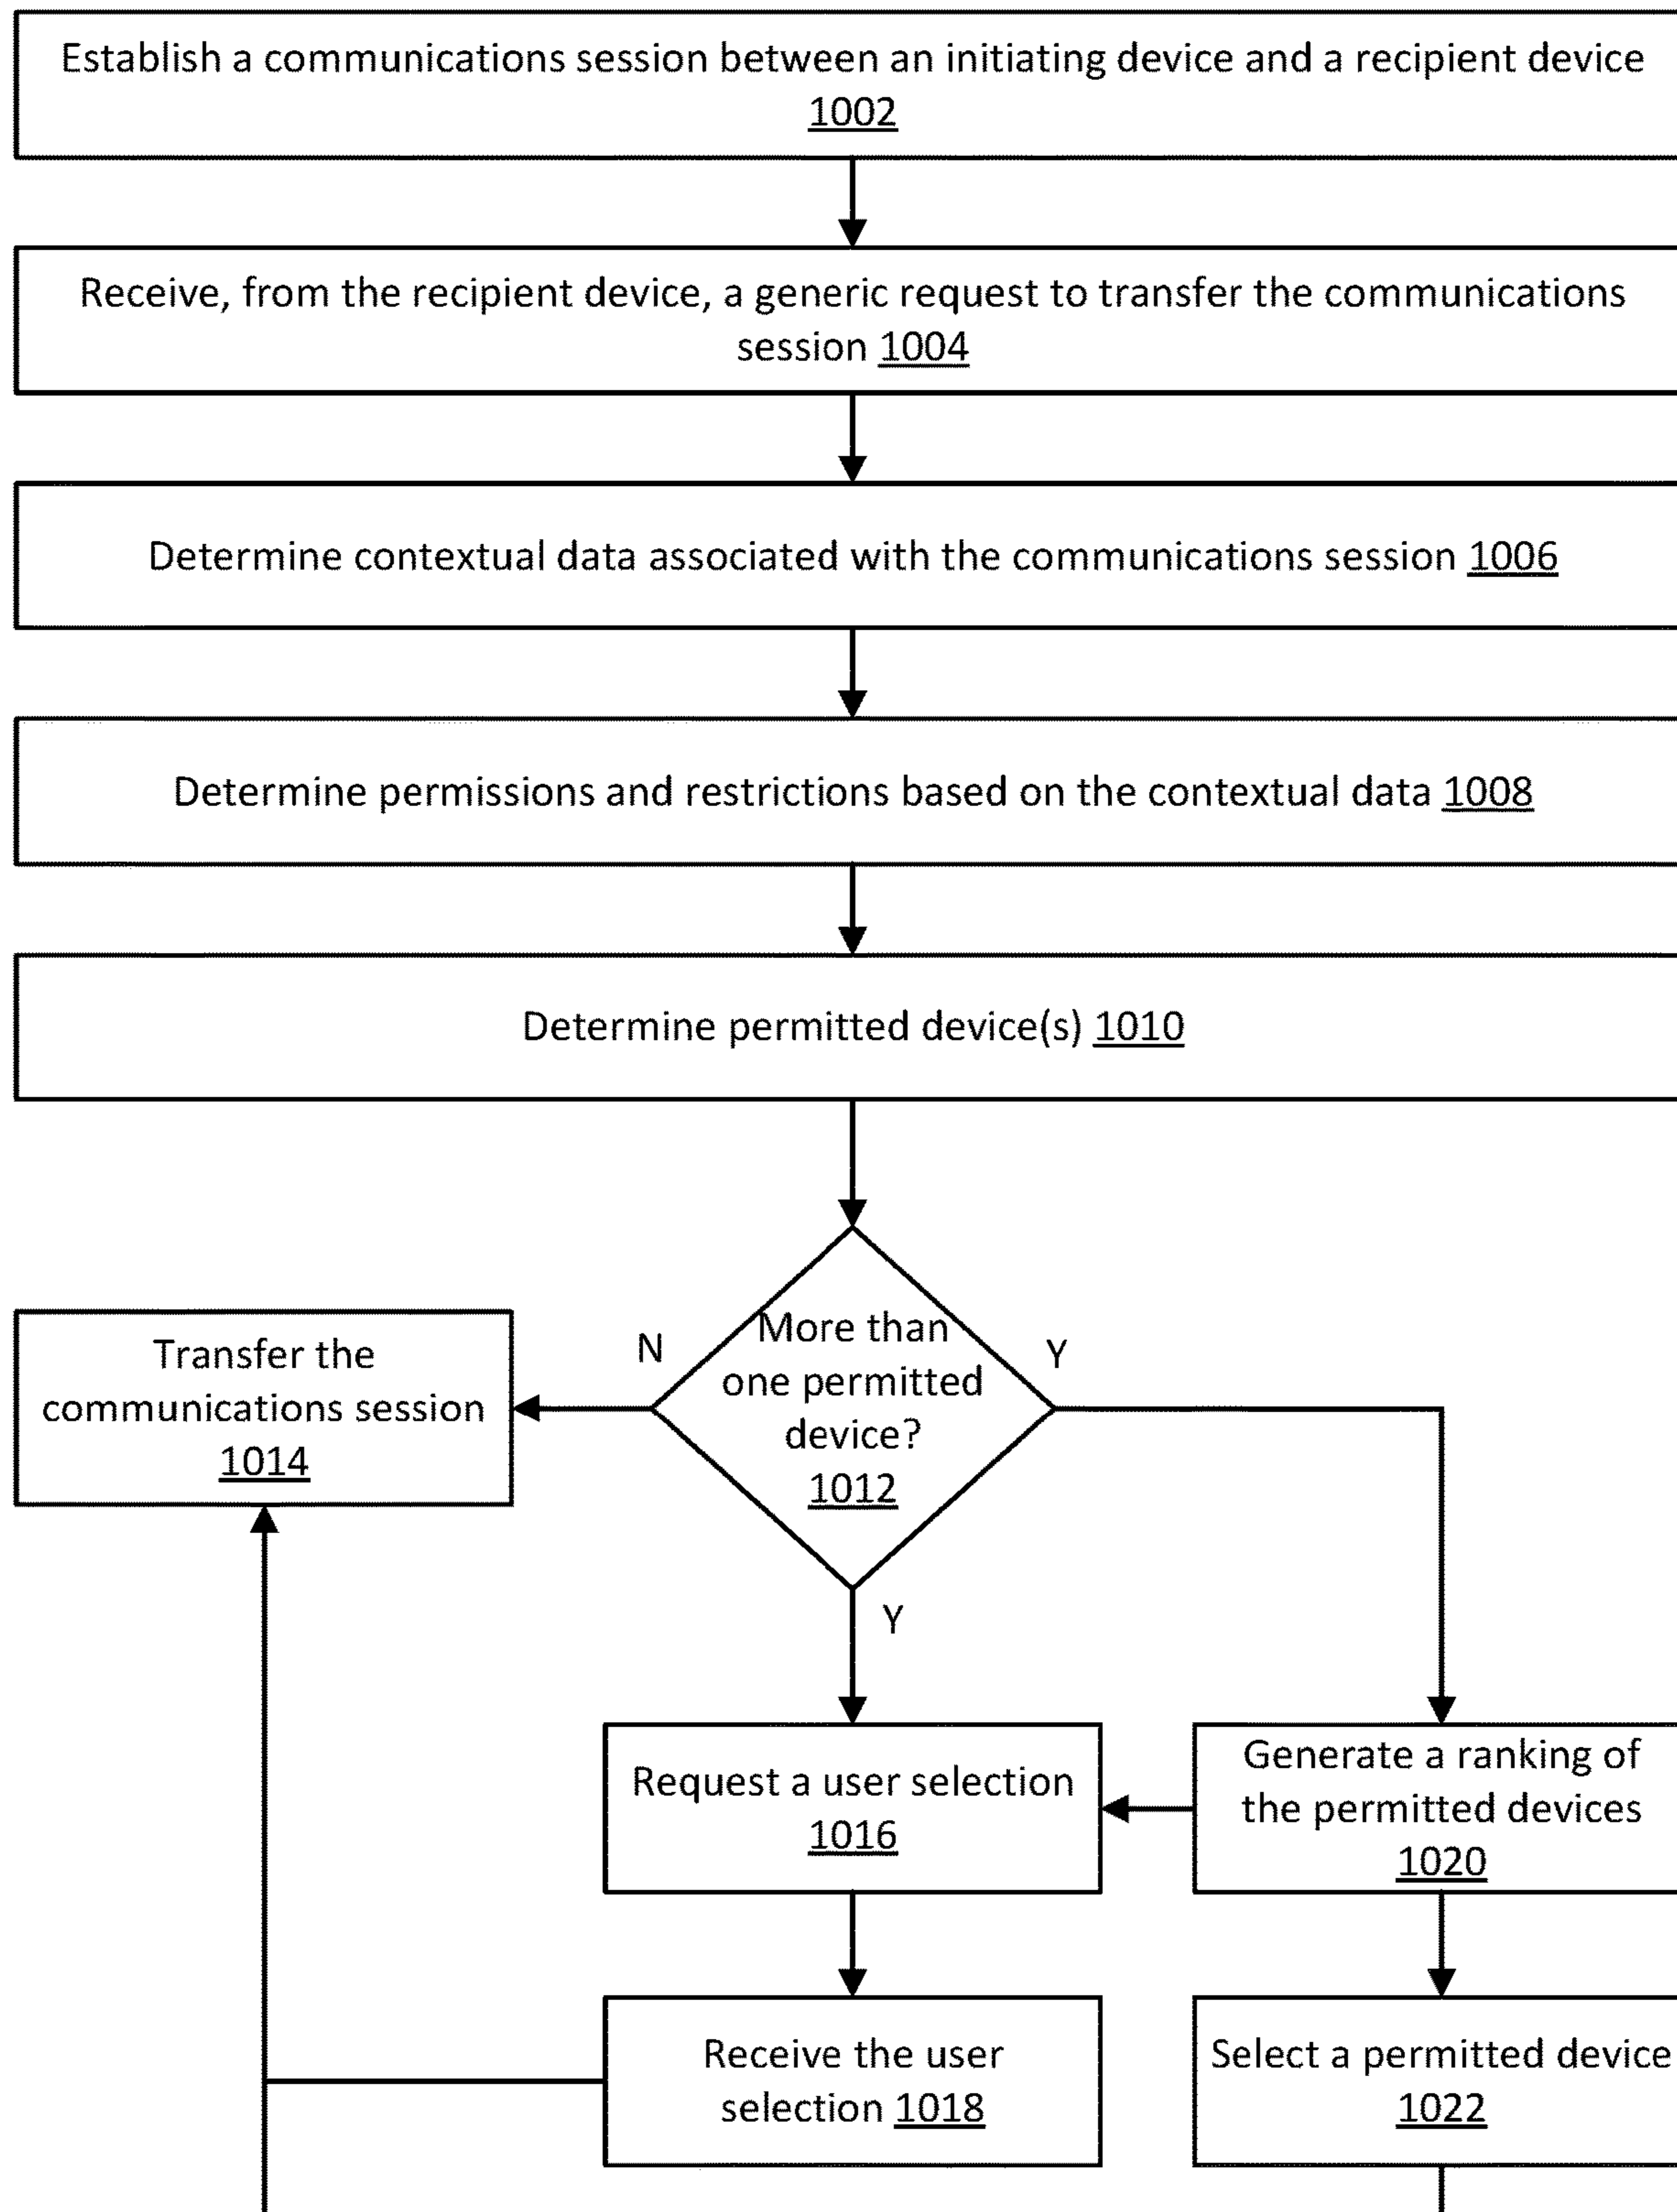 Establish a communications session between an initiating device and a recipient device
1002
Receive, from the recipient device, a generic request to transfer the communications
session 1004
Determine contextual data associated with the communications session 1006
Determine permissions and restrictions based on the contextual data 1008
Determine permitted device(s) 1010
More than
one permitted
device?
1012
N
Y
Y
Transfer the
communications session
1014
Request a user selection
1016
Generate a ranking of
the permitted devices
1020
Receive the user
selection 1018
Select a permitted device
1022